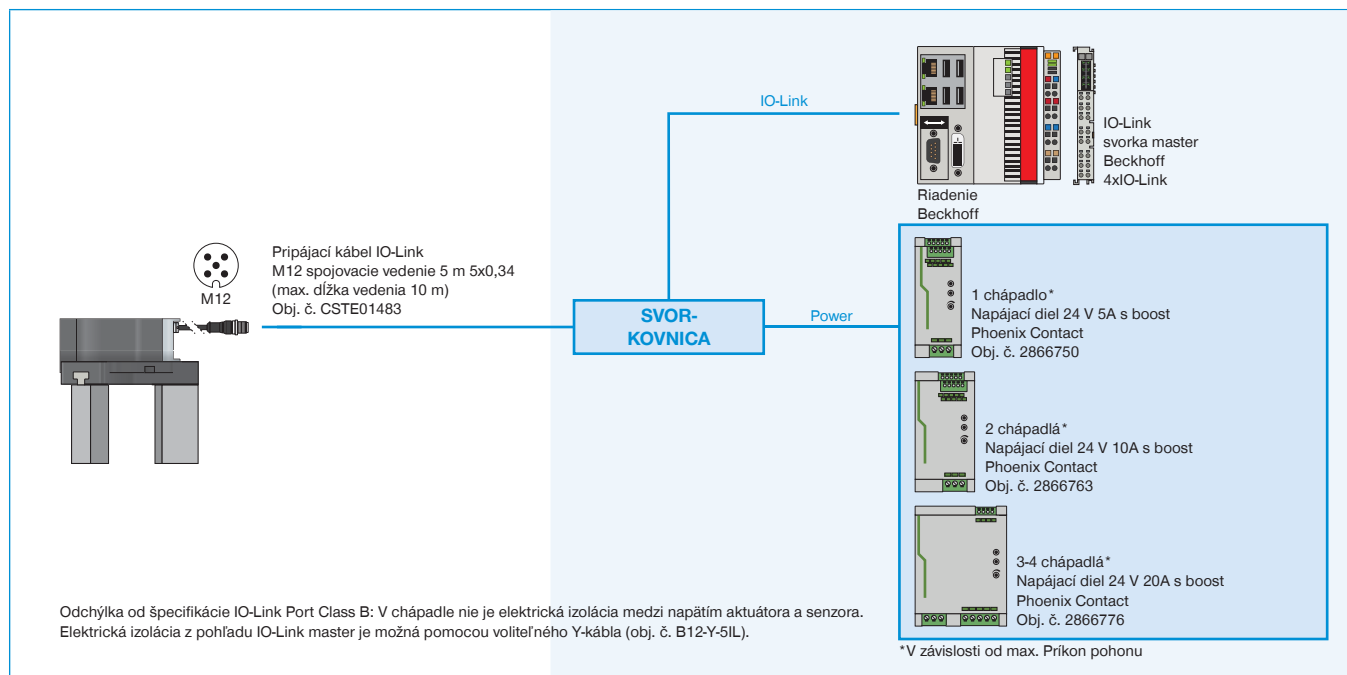 IO-Link
IO-Link
svorka master
Beckhoff
4xIO-Link
Riadenie
Beckhoff
M12
Pripájací kábel IO-Link
M12 spojovacie vedenie 5 m 5x0,34
(max. dĺžka vedenia 10 m)
Obj. č. CSTE01483
SVOR-
KOVNICA
Power
1 chápadlo*
Napájací diel 24 V 5A s boost
Phoenix Contact
Obj. č. 2866750
2 chápadlá*
Napájací diel 24 V 10A s boost
Phoenix Contact
Obj. č. 2866763
3-4 chápadlá*
Napájací diel 24 V 20A s boost
Phoenix Contact
Obj. č. 2866776
Odchýlka od špecifikácie IO-Link Port Class B: V chápadle nie je elektrická izolácia medzi napätím aktuátora a senzora.
Elektrická izolácia z pohľadu IO-Link master je možná pomocou voliteľného Y-kábla (obj. č. B12-Y-5IL).
*V závislosti od max. Príkon pohonu